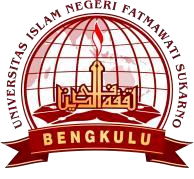 UNIVERSITAS ISLAM NEGERI FATMAWATI SUKARNO
BENGKULU